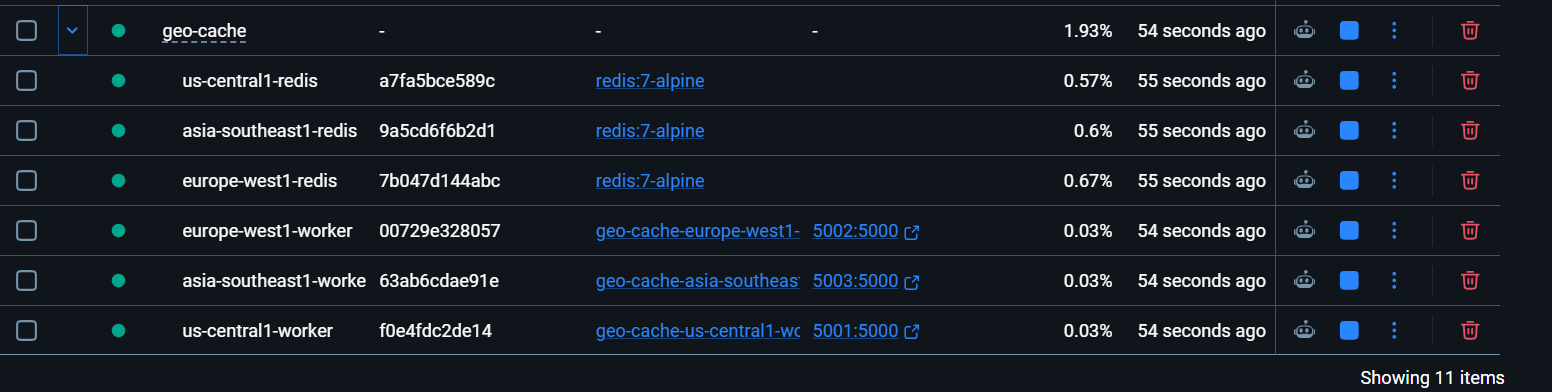 geo-cache - - - 1.93% 54 seconds ago
us-central1-redis a7fa5bce589c redis:7-alpine 0.57% 55 seconds ago
asia-southeast1-redis 9a5cd6f6b2d1 redis:7-alpine 0.6% 55 seconds ago
europe-west1-redis 7b047d144abc redis:7-alpine 0.67% 55 seconds ago
europe-west1-worker 00729e328057 geo-cache-europe-west1- 5002:5000 0.03% 54 seconds ago
asia-southeast1-worke 63ab6cdae91e geo-cache-asia-southeas 5003:5000 0.03% 54 seconds ago
us-central1-worker f0e4fdc2de14 geo-cache-us-central1-wo 5001:5000 0.03% 54 seconds ago
Showing 11 items